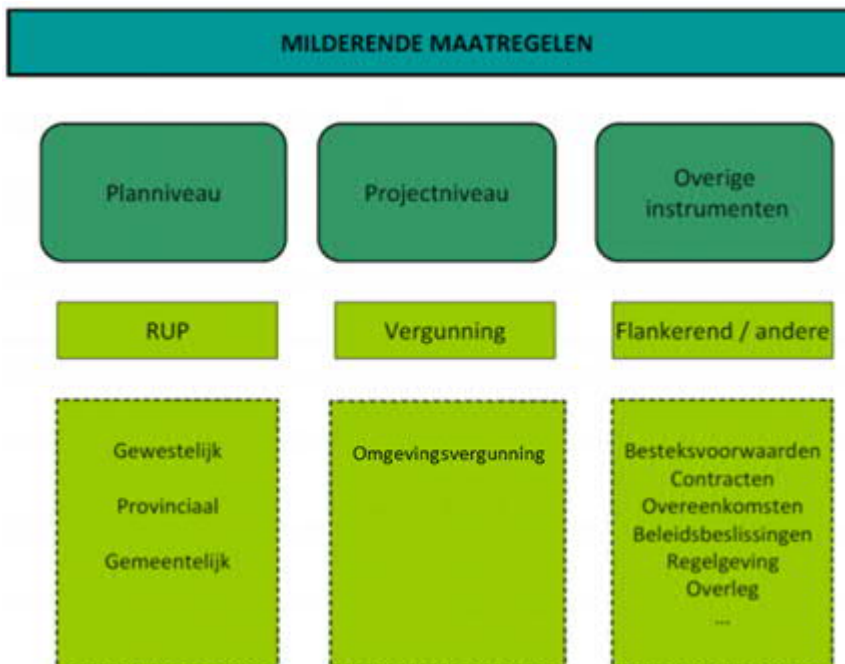 MILDERENDE MAATREGELEN
Planniveau
Projectniveau
Overige
instrumenten
RUP
Vergunning
Flankerend / andere
Gewestelijk
Provinciaal
Gemeentelijk
Omgevingsvergunning
Besteksvoorwaarden
Contracten
Overeenkomsten
Beleidsbeslissingen
Regelgeving
Overleg
...